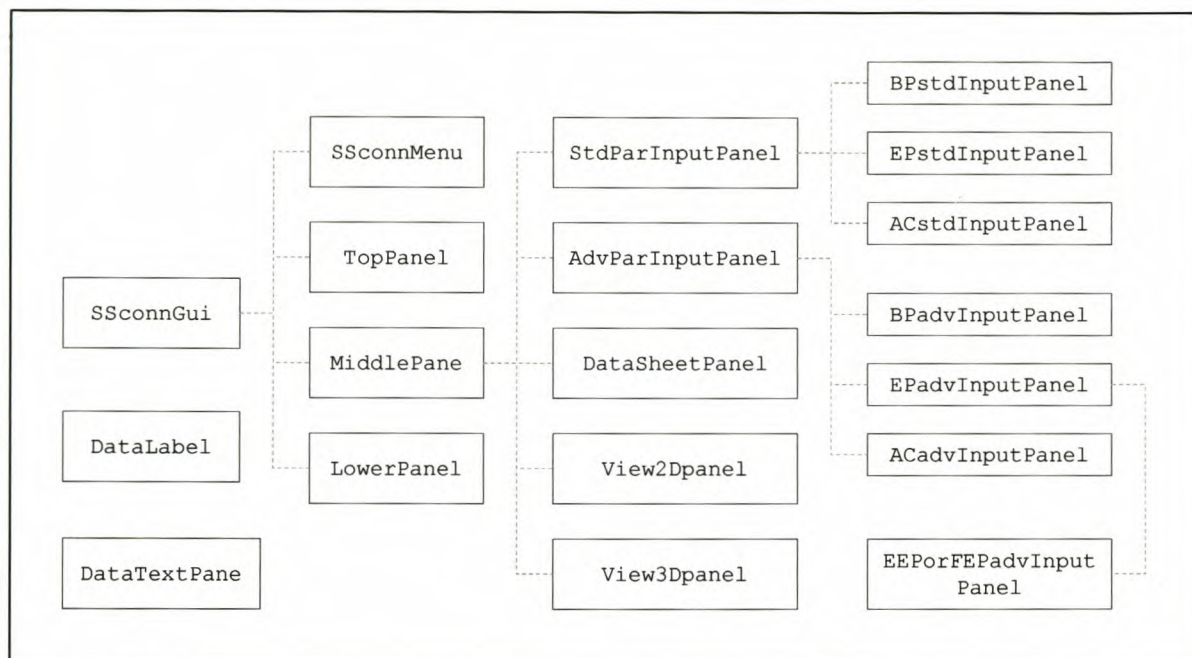 SSconnGui
DataLabel
DataTextPane
SSconnMenu
TopPanel
MiddlePane
LowerPanel
StdParInputPanel
AdvParInputPanel
DataSheetPanel
View2Dpanel
View3Dpanel
BPstdInputPanel
EPstdInputPanel
ACstdInputPanel
BPadvInputPanel
EPadvInputPanel
ACadvInputPanel
EEPorFEPadvInput
Panel